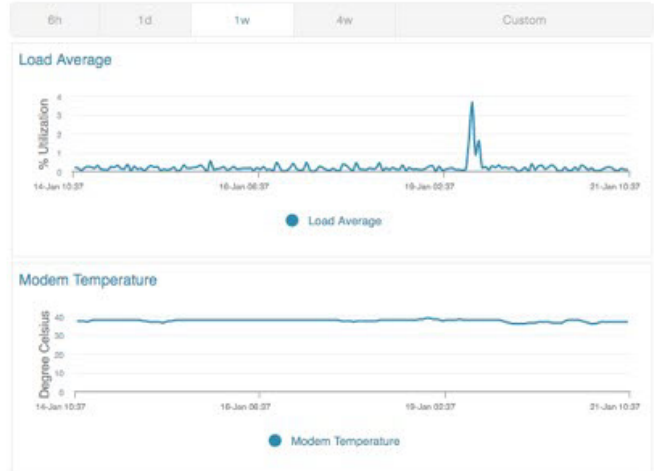 6h 1d 1w 4w Custom
Load Average
% Utilization
4
3
2
1
0
14-Jan 10:37 16-Jan 06:37 19-Jan 02:37 21-Jan 10:37
Load Average
Modem Temperature
Degree Celsius
40
30
20
10
0
14-Jan 10:37 16-Jan 06:37 19-Jan 02:37 21-Jan 10:37
Modem Temperature